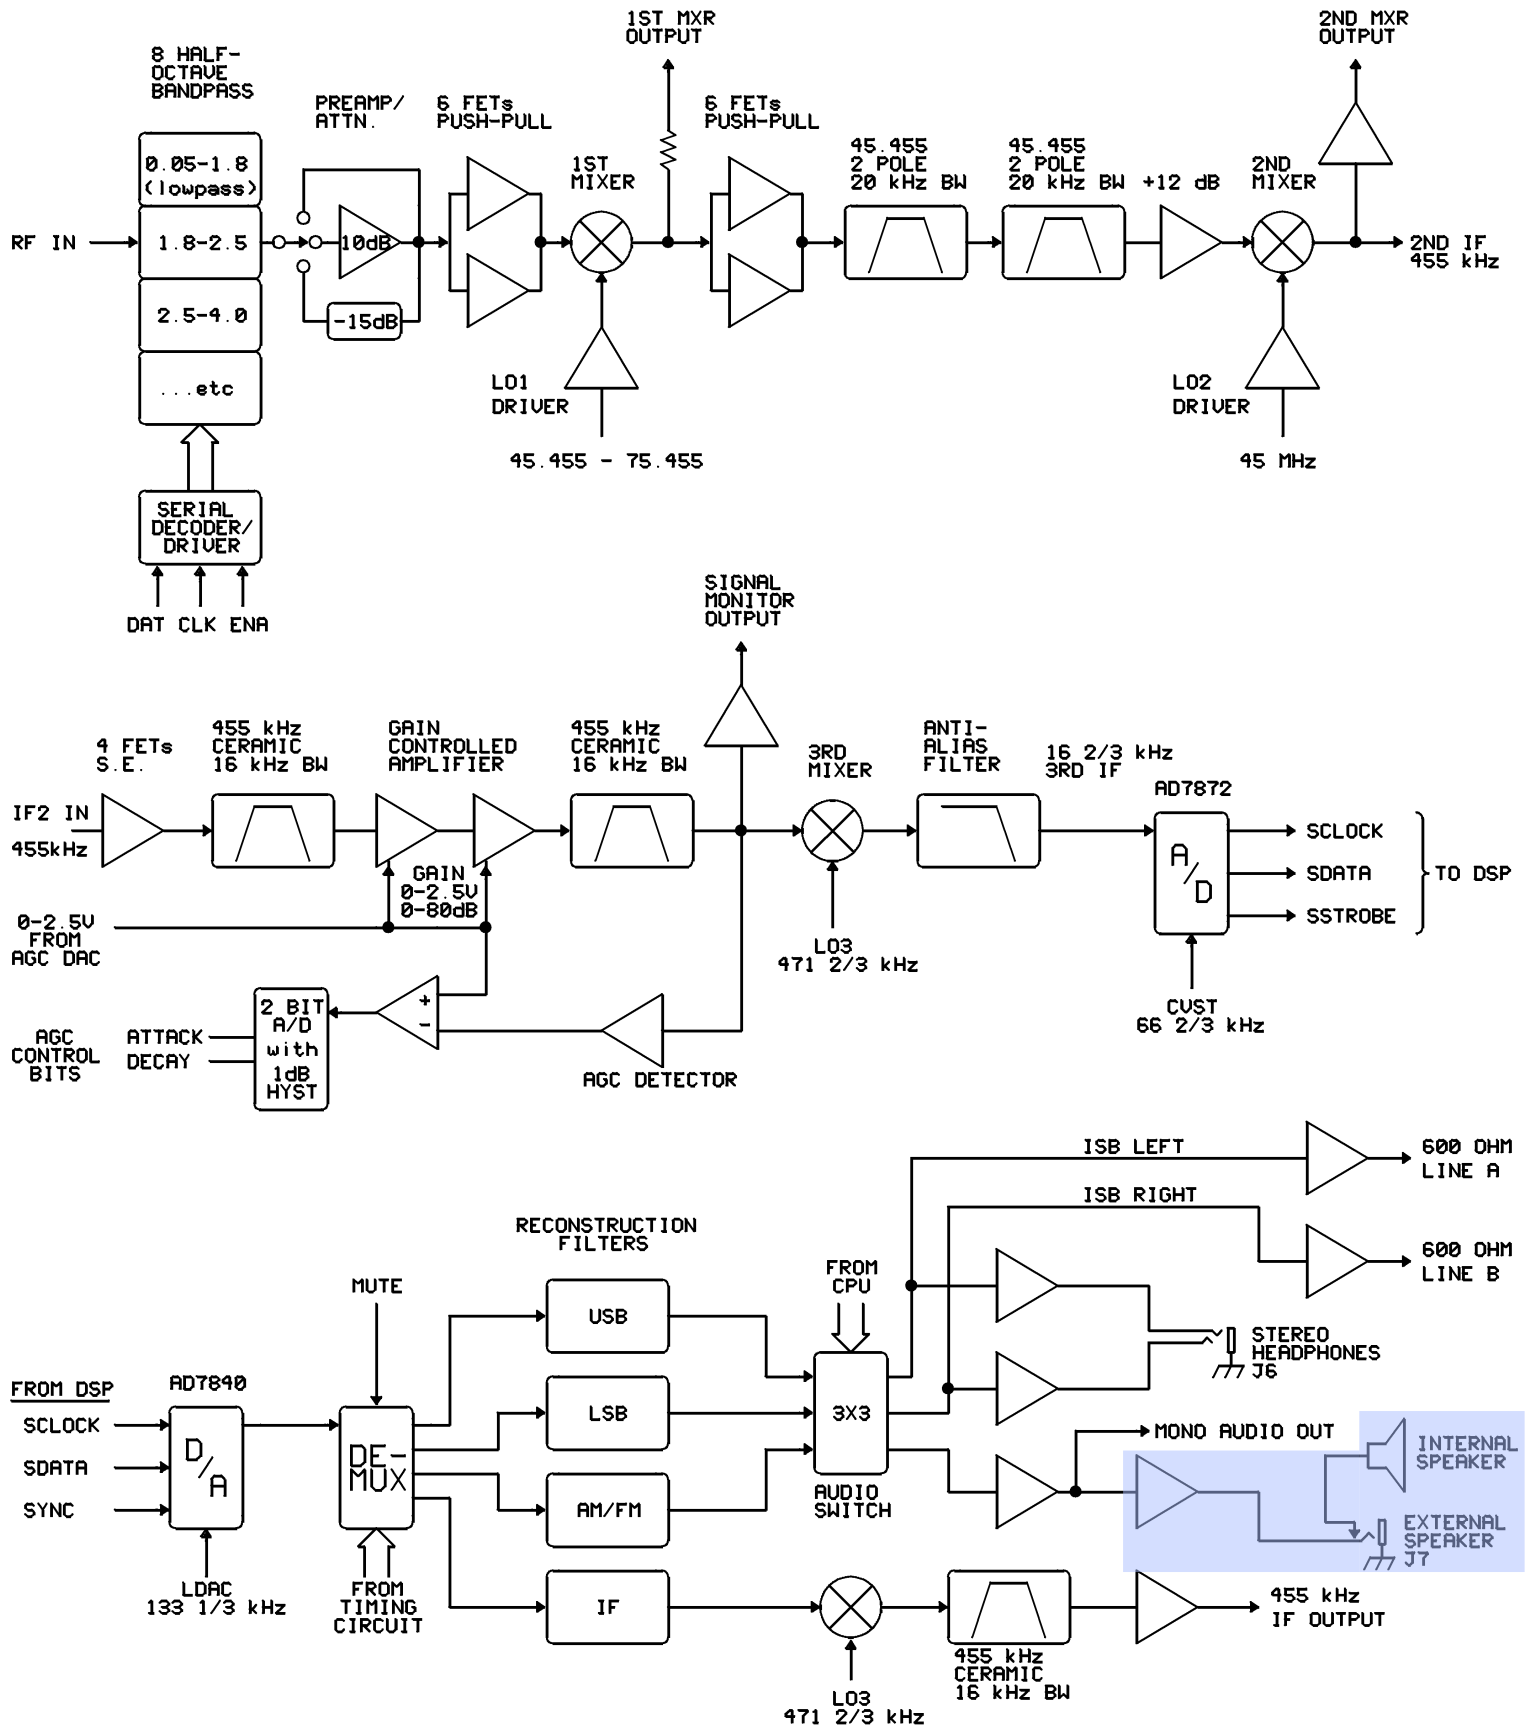 1ST MXR
OUTPUT
2ND MXR
OUTPUT
8 HALF-
OCTAVE
BANDPASS
PREAMP/
ATTN.
6 FETs
PUSH-PULL
6 FETs
PUSH-PULL
1ST
MIXER
45.455
2 POLE
20 kHz BW
45.455
2 POLE
20 kHz BW
+12 dB
2ND
MIXER
0.05-1.8
(lowpass)
RF IN
1.8-2.5
10dB
2ND IF
455 kHz
2.5-4.0
-15dB
...etc
LO1
DRIVER
LO2
DRIVER
45.455 - 75.455
45 MHz
SERIAL
DECODER/
DRIVER
DAT CLK ENA
SIGNAL
MONITOR
OUTPUT
4 FETs
S.E.
455 kHz
CERAMIC
16 kHz BW
GAIN
CONTROLLED
AMPLIFIER
455 kHz
CERAMIC
16 kHz BW
3RD
MIXER
ANTI-
ALIAS
FILTER
16 2/3 kHz
3RD IF
AD7872
IF2 IN
455kHz
A/D
SCLOCK
SDATA
SSTROBE
TO DSP
GAIN
0-2.5V
0-80dB
0-2.5V
FROM
AGC DAC
LO3
471 2/3 kHz
CVST
66 2/3 kHz
+
-
2 BIT
A/D
with
1dB
HYST
AGC
CONTROL
BITS
ATTACK
DECAY
AGC DETECTOR
ISB LEFT
600 OHM
LINE A
ISB RIGHT
600 OHM
LINE B
RECONSTRUCTION
FILTERS
MUTE
FROM
CPU
USB
STEREO
HEADPHONES
J6
FROM DSP
AD7840
SCLOCK
SDATA
SYNC
D/A
DE-
MUX
LSB
3X3
AM/FM
AUDIO
SWITCH
MONO AUDIO OUT
INTERNAL
SPEAKER
EXTERNAL
SPEAKER
J7
LDAC
133 1/3 kHz
FROM
TIMING
CIRCUIT
IF
455 kHz
IF OUTPUT
455 kHz
CERAMIC
16 kHz BW
LO3
471 2/3 kHz